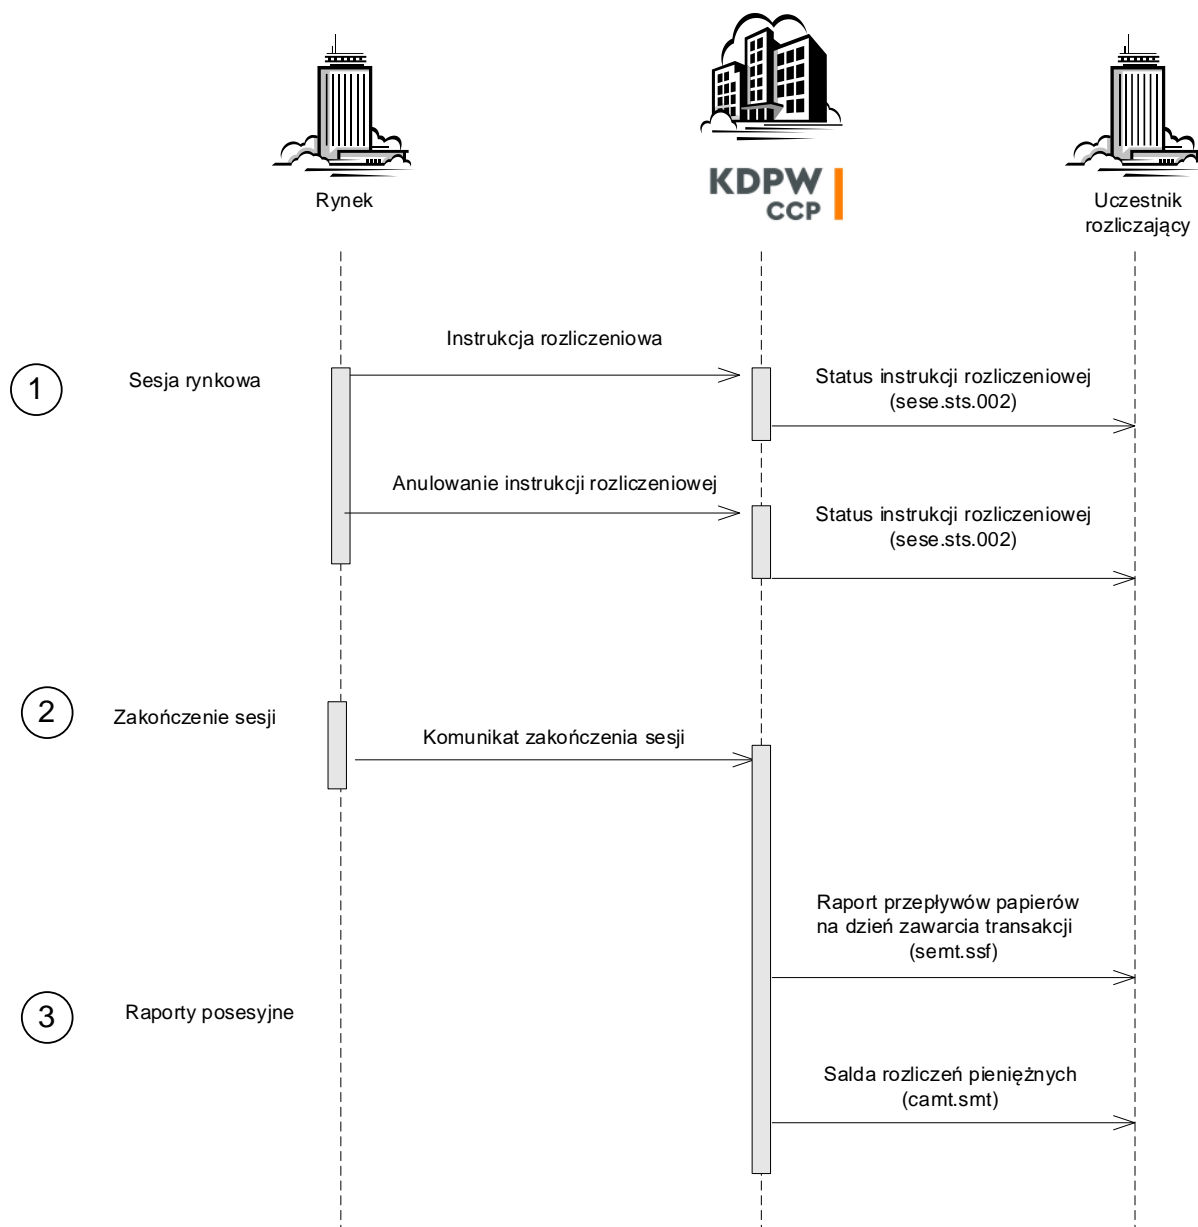 Rynek
KDPW
CCP
Uczestnik
rozliczający
1
Sesja rynkowa
Instrukcja rozliczeniowa
Status instrukcji rozliczeniowej
(sese.sts.002)
Anulowanie instrukcji rozliczeniowej
Status instrukcji rozliczeniowej
(sese.sts.002)
2
Zakończenie sesji
Komunikat zakończenia sesji
Raport przepływów papierów
na dzień zawarcia transakcji
(semt.ssf)
3
Raporty posesyjne
Salda rozliczeń pieniężnych
(camt.smt)